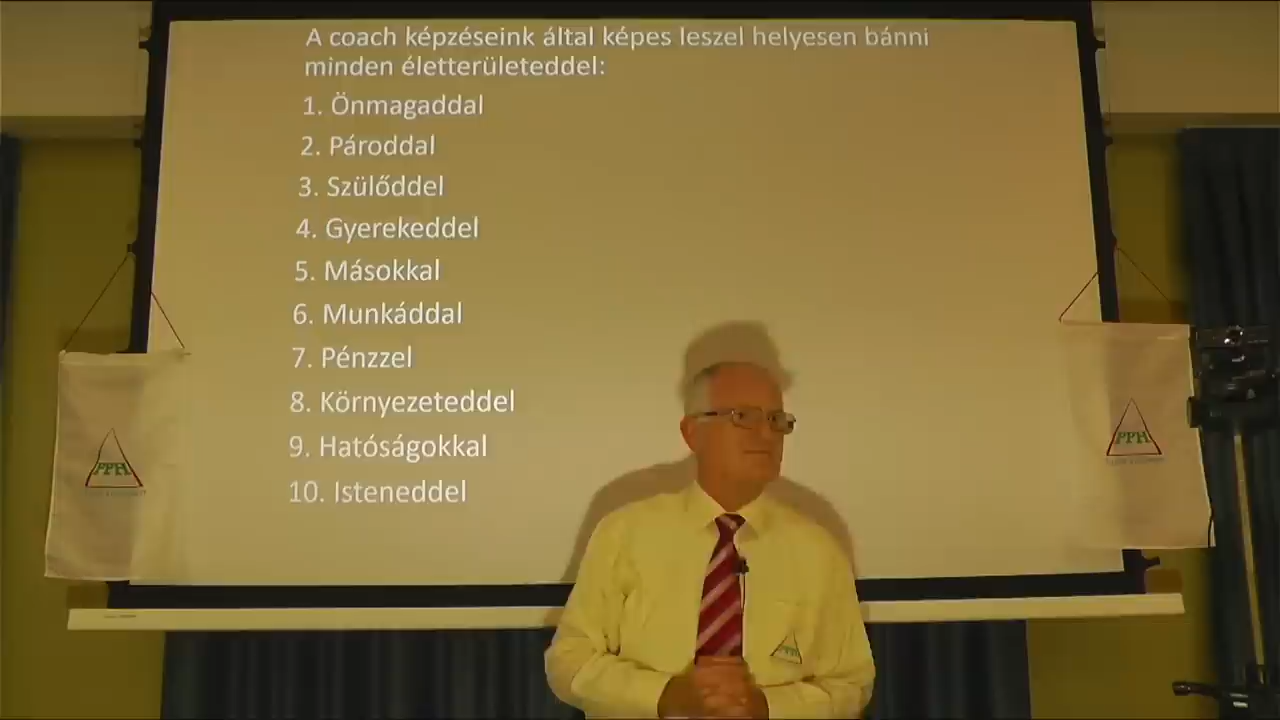 A coach képzéseink által képes leszel helyesen bánni
minden életterületeddel:
1. Önmagaddal
2. Pároddal
3. Szülőddel
4. Gyerekeddel
5. Másokkal
6. Munkáddal
7. Pénzzel
8. Környezeteddel
9. Hatóságokkal
10. Isteneddel
PPH
PPH
PPH